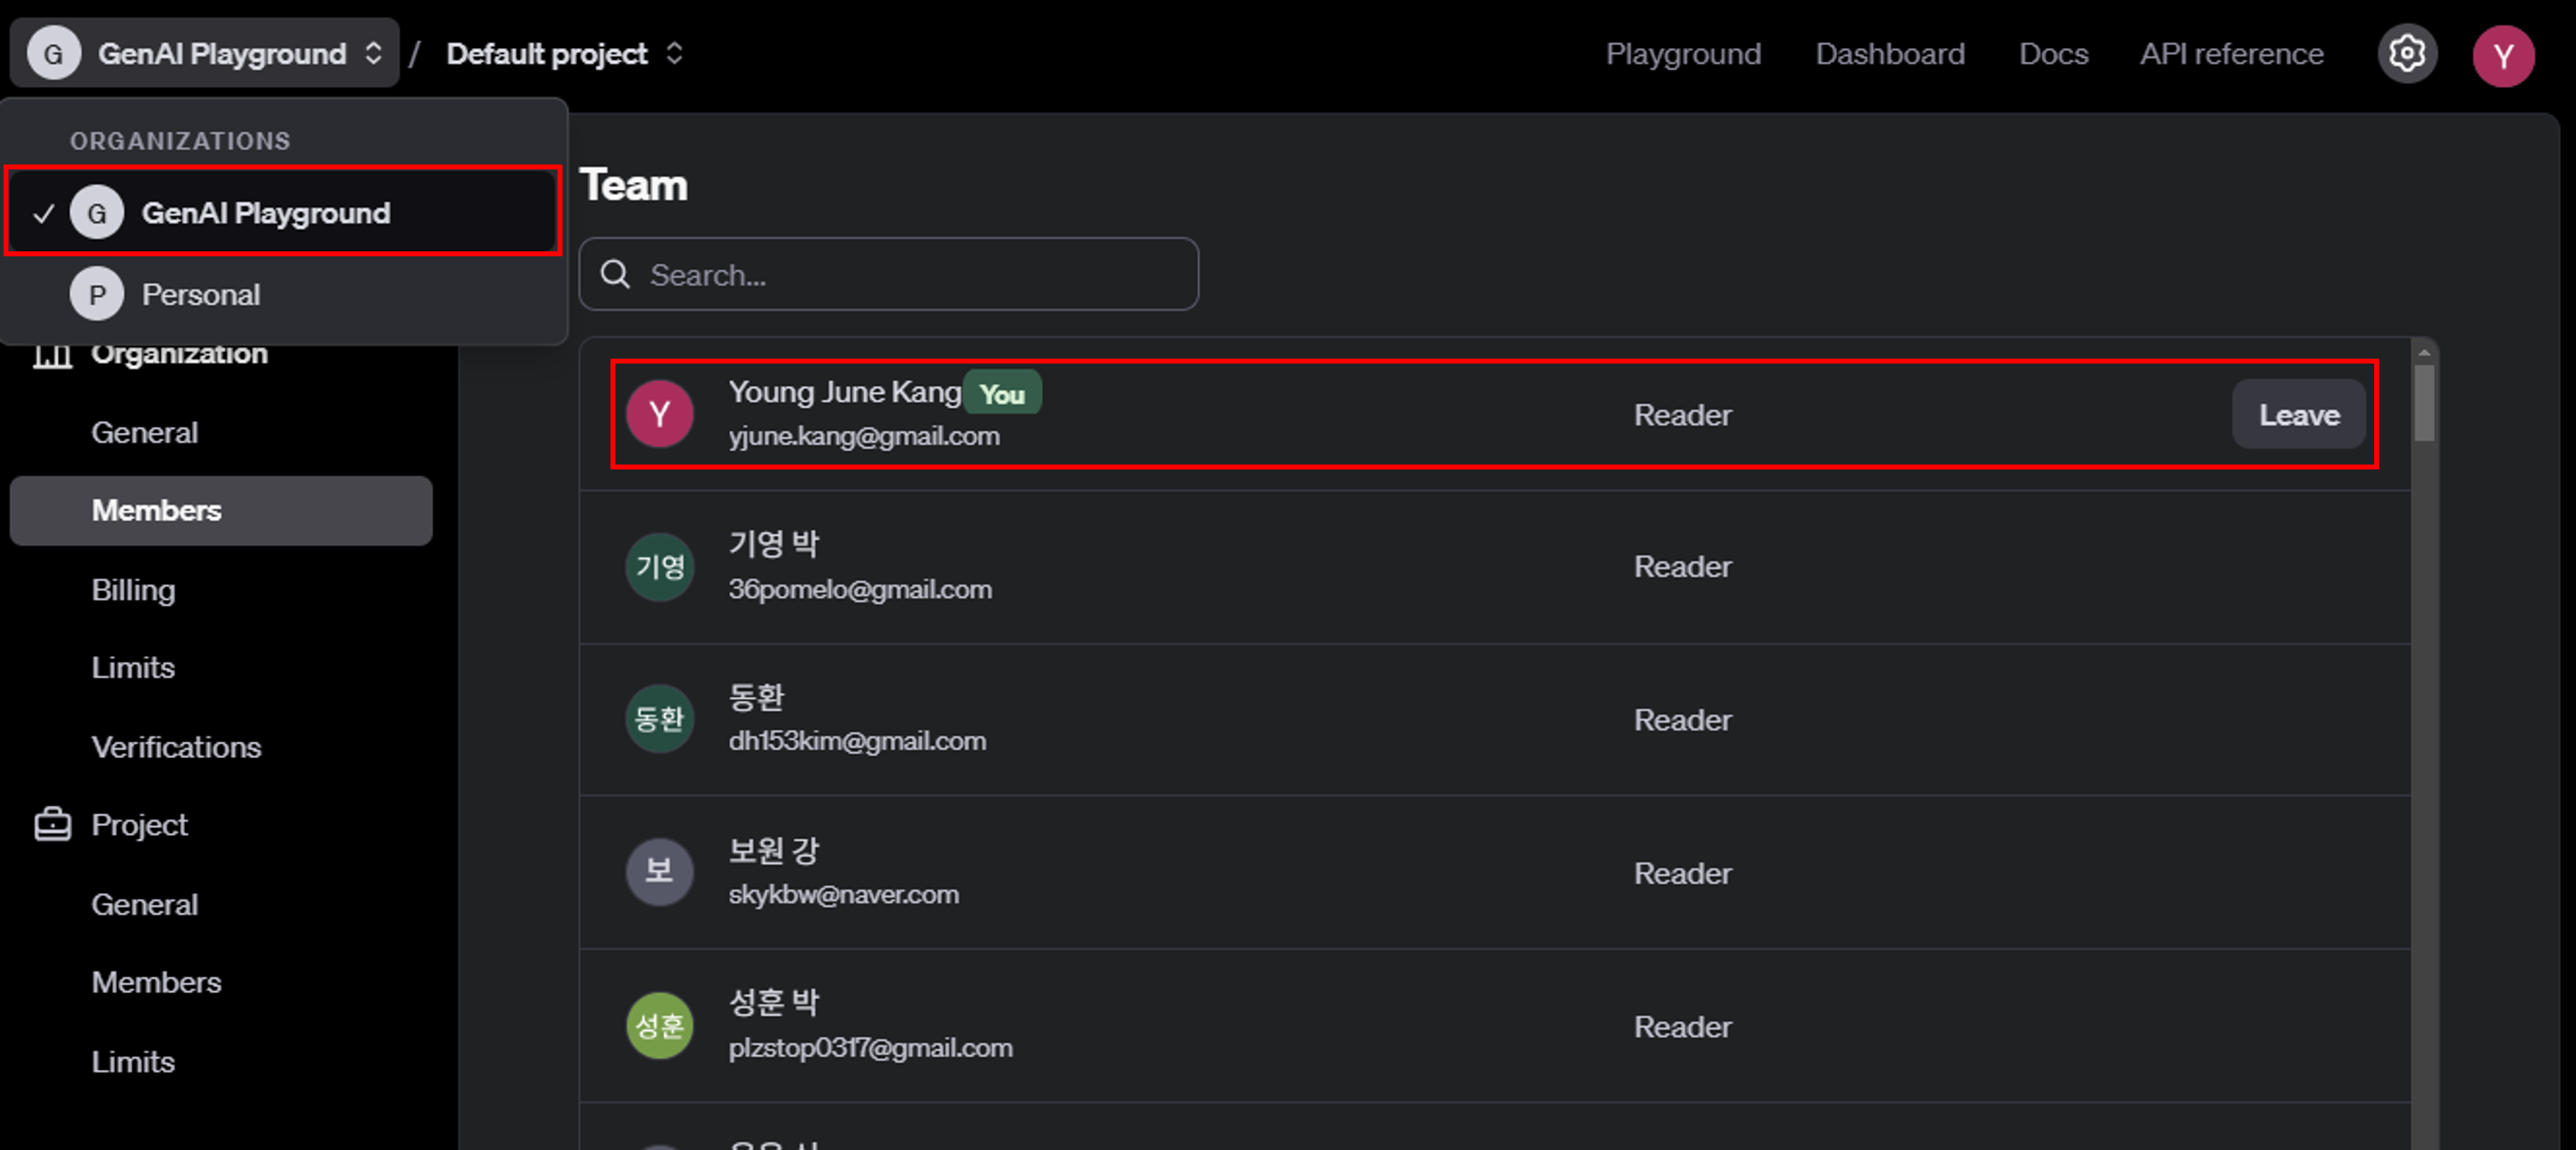 G GenAI Playground / Default project
Playground Dashboard Docs API reference Y
ORGANIZATIONS
G GenAI Playground
P Personal
Organization
General
Members
Billing
Limits
Verifications
Project
General
Members
Limits
Team
Search...
Y Young June Kang You
yjune.kang@gmail.com
Reader
Leave
기영 기영 박
36pomelo@gmail.com
Reader
동환 동환
dh153kim@gmail.com
Reader
보 보원 강
skykbw@naver.com
Reader
성훈 성훈 박
plzstop0317@gmail.com
Reader